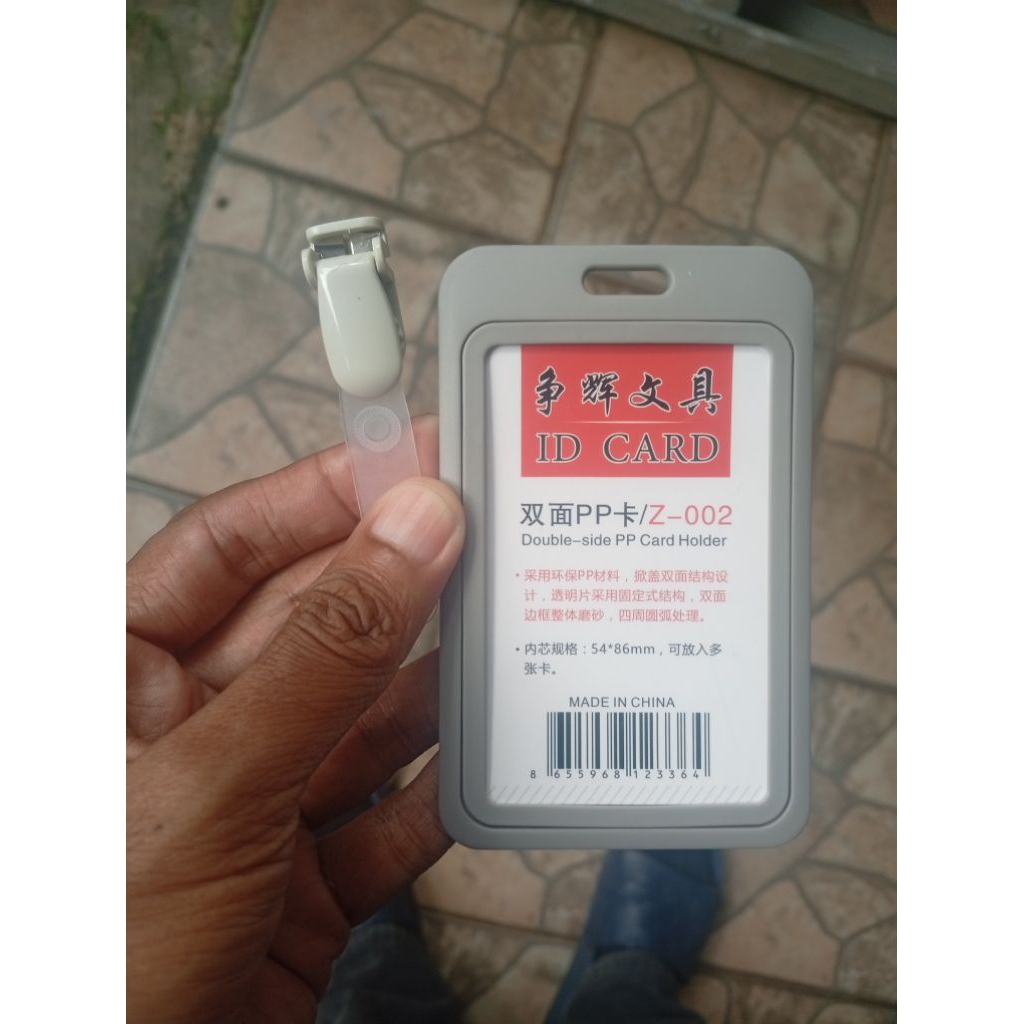 争辉文具
ID CARD
双面PP卡/Z-002
Double-side PP Card Holder
•采用环保PP材料，掀盖双面结构设
计，透明片采用固定式结构，双面
边框整体磨砂，四周圆弧处理。
•内芯规格：54*86mm，可放入多
张卡。
MADE IN CHINA
8 655968 123364